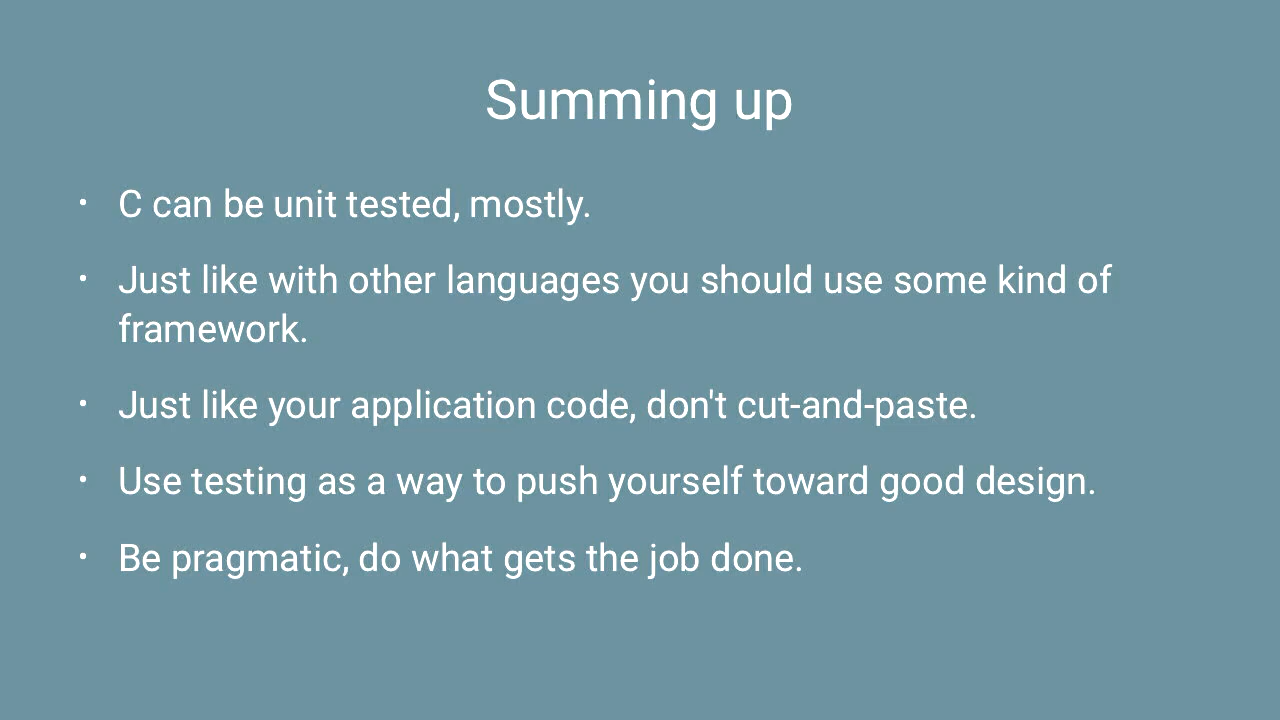 Summing up
• C can be unit tested, mostly.
• Just like with other languages you should use some kind of
framework.
• Just like your application code, don't cut-and-paste.
• Use testing as a way to push yourself toward good design.
• Be pragmatic, do what gets the job done.